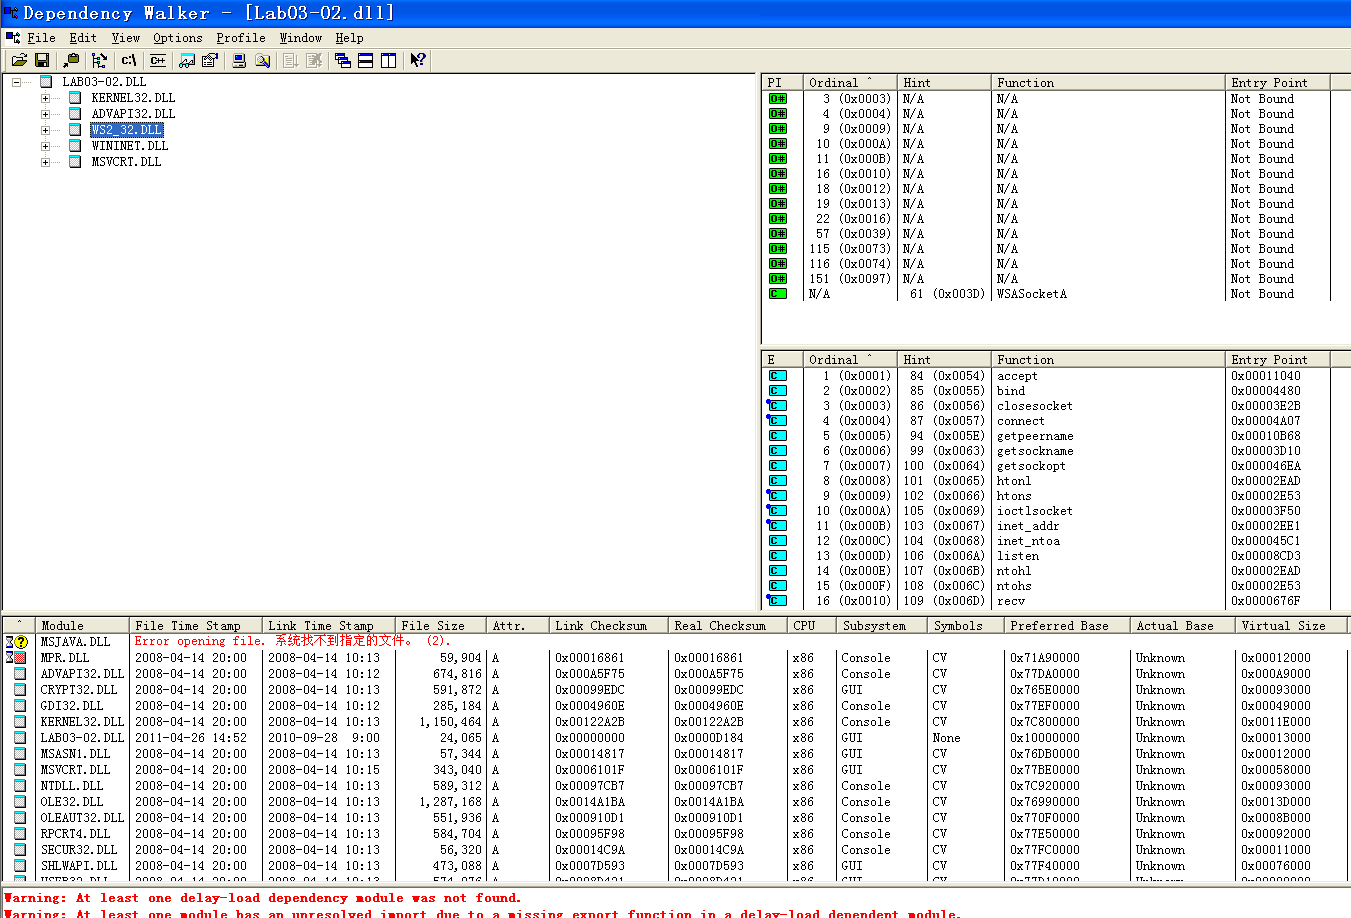 Dependency Walker - [Lab03-02.dll]
File Edit View Options Profile Window Help
C:\ C++
LAB03-02.DLL
KERNEL32.DLL
ADVAPI32.DLL
WS2_32.DLL
WININET.DLL
MSVCRT.DLL
PI Ordinal ^ Hint Function Entry Point
O# 3 (0x0003) N/A N/A Not Bound
O# 4 (0x0004) N/A N/A Not Bound
O# 9 (0x0009) N/A N/A Not Bound
O# 10 (0x000A) N/A N/A Not Bound
O# 11 (0x000B) N/A N/A Not Bound
O# 16 (0x0010) N/A N/A Not Bound
O# 18 (0x0012) N/A N/A Not Bound
O# 19 (0x0013) N/A N/A Not Bound
O# 22 (0x0016) N/A N/A Not Bound
O# 57 (0x0039) N/A N/A Not Bound
O# 115 (0x0073) N/A N/A Not Bound
O# 116 (0x0074) N/A N/A Not Bound
O# 151 (0x0097) N/A N/A Not Bound
C N/A 61 (0x003D) WSASocketA Not Bound
E Ordinal ^ Hint Function Entry Point
C 1 (0x0001) 84 (0x0054) accept 0x00011040
C 2 (0x0002) 85 (0x0055) bind 0x00004480
C 3 (0x0003) 86 (0x0056) closesocket 0x00003E2B
C 4 (0x0004) 87 (0x0057) connect 0x00004A07
C 5 (0x0005) 94 (0x005E) getpeername 0x00010B68
C 6 (0x0006) 99 (0x0063) getsockname 0x00003D10
C 7 (0x0007) 100 (0x0064) getsockopt 0x000046EA
C 8 (0x0008) 101 (0x0065) htonl 0x00002EAD
C 9 (0x0009) 102 (0x0066) htons 0x00002E53
C 10 (0x000A) 105 (0x0069) ioctlsocket 0x00003F50
C 11 (0x000B) 103 (0x0067) inet_addr 0x00002EE1
C 12 (0x000C) 104 (0x0068) inet_ntoa 0x000045C1
C 13 (0x000D) 106 (0x006A) listen 0x00008CD3
C 14 (0x000E) 107 (0x006B) ntohl 0x00002EAD
C 15 (0x000F) 108 (0x006C) ntohs 0x00002E53
C 16 (0x0010) 109 (0x006D) recv 0x0000676F
^ Module File Time Stamp Link Time Stamp File Size Attr. Link Checksum Real Checksum CPU Subsystem Symbols Preferred Base Actual Base Virtual Size
MSJAVA.DLL Error opening file. 系统找不到指定的文件。 (2).
MPR.DLL 2008-04-14 20:00 2008-04-14 10:13 59,904 A 0x00016861 0x00016861 x86 Console CV 0x71A90000 Unknown 0x00012000
ADVAPI32.DLL 2008-04-14 20:00 2008-04-14 10:12 674,816 A 0x000A5F75 0x000A5F75 x86 Console CV 0x77DA0000 Unknown 0x000A9000
CRYPT32.DLL 2008-04-14 20:00 2008-04-14 10:13 591,872 A 0x00099EDC 0x00099EDC x86 GUI CV 0x765E0000 Unknown 0x00093000
GDI32.DLL 2008-04-14 20:00 2008-04-14 10:12 285,184 A 0x0004960E 0x0004960E x86 Console CV 0x77EF0000 Unknown 0x00049000
KERNEL32.DLL 2008-04-14 20:00 2008-04-14 10:13 1,150,464 A 0x00122A2B 0x00122A2B x86 Console CV 0x7C800000 Unknown 0x0011E000
LAB03-02.DLL 2011-04-26 14:52 2010-09-28 9:00 24,065 A 0x00000000 0x0000D184 x86 GUI None 0x10000000 Unknown 0x00013000
MSASN1.DLL 2008-04-14 20:00 2008-04-14 10:13 57,344 A 0x00014817 0x00014817 x86 GUI CV 0x76DB0000 Unknown 0x00012000
MSVCRT.DLL 2008-04-14 20:00 2008-04-14 10:15 343,040 A 0x0006101F 0x0006101F x86 GUI CV 0x77BE0000 Unknown 0x00058000
NTDLL.DLL 2008-04-14 20:00 2008-04-14 10:13 589,312 A 0x00097CB7 0x00097CB7 x86 Console CV 0x7C920000 Unknown 0x00093000
OLE32.DLL 2008-04-14 20:00 2008-04-14 10:13 1,287,168 A 0x0014A1BA 0x0014A1BA x86 Console CV 0x76990000 Unknown 0x0013D000
OLEAUT32.DLL 2008-04-14 20:00 2008-04-14 10:13 551,936 A 0x000910D1 0x000910D1 x86 Console CV 0x770F0000 Unknown 0x0008B000
RPCRT4.DLL 2008-04-14 20:00 2008-04-14 10:13 584,704 A 0x00095F98 0x00095F98 x86 Console CV 0x77E50000 Unknown 0x00092000
SECUR32.DLL 2008-04-14 20:00 2008-04-14 10:13 56,320 A 0x00014C9A 0x00014C9A x86 Console CV 0x77FC0000 Unknown 0x00011000
SHLWAPI.DLL 2008-04-14 20:00 2008-04-14 10:13 473,088 A 0x0007D593 0x0007D593 x86 GUI CV 0x77F40000 Unknown 0x00076000
Warning: At least one delay-load dependency module was not found.
Warning: At least one module has an unresolved import due to a missing export function in a delay-load dependent module.